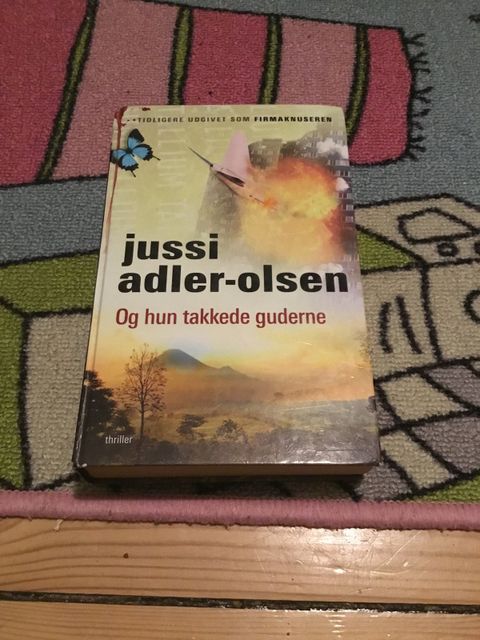 ...TIDLIGERE UDGIVET SOM FIRMAKNUSEREN
jussi
adler-olsen
Og hun takkede guderne
thriller